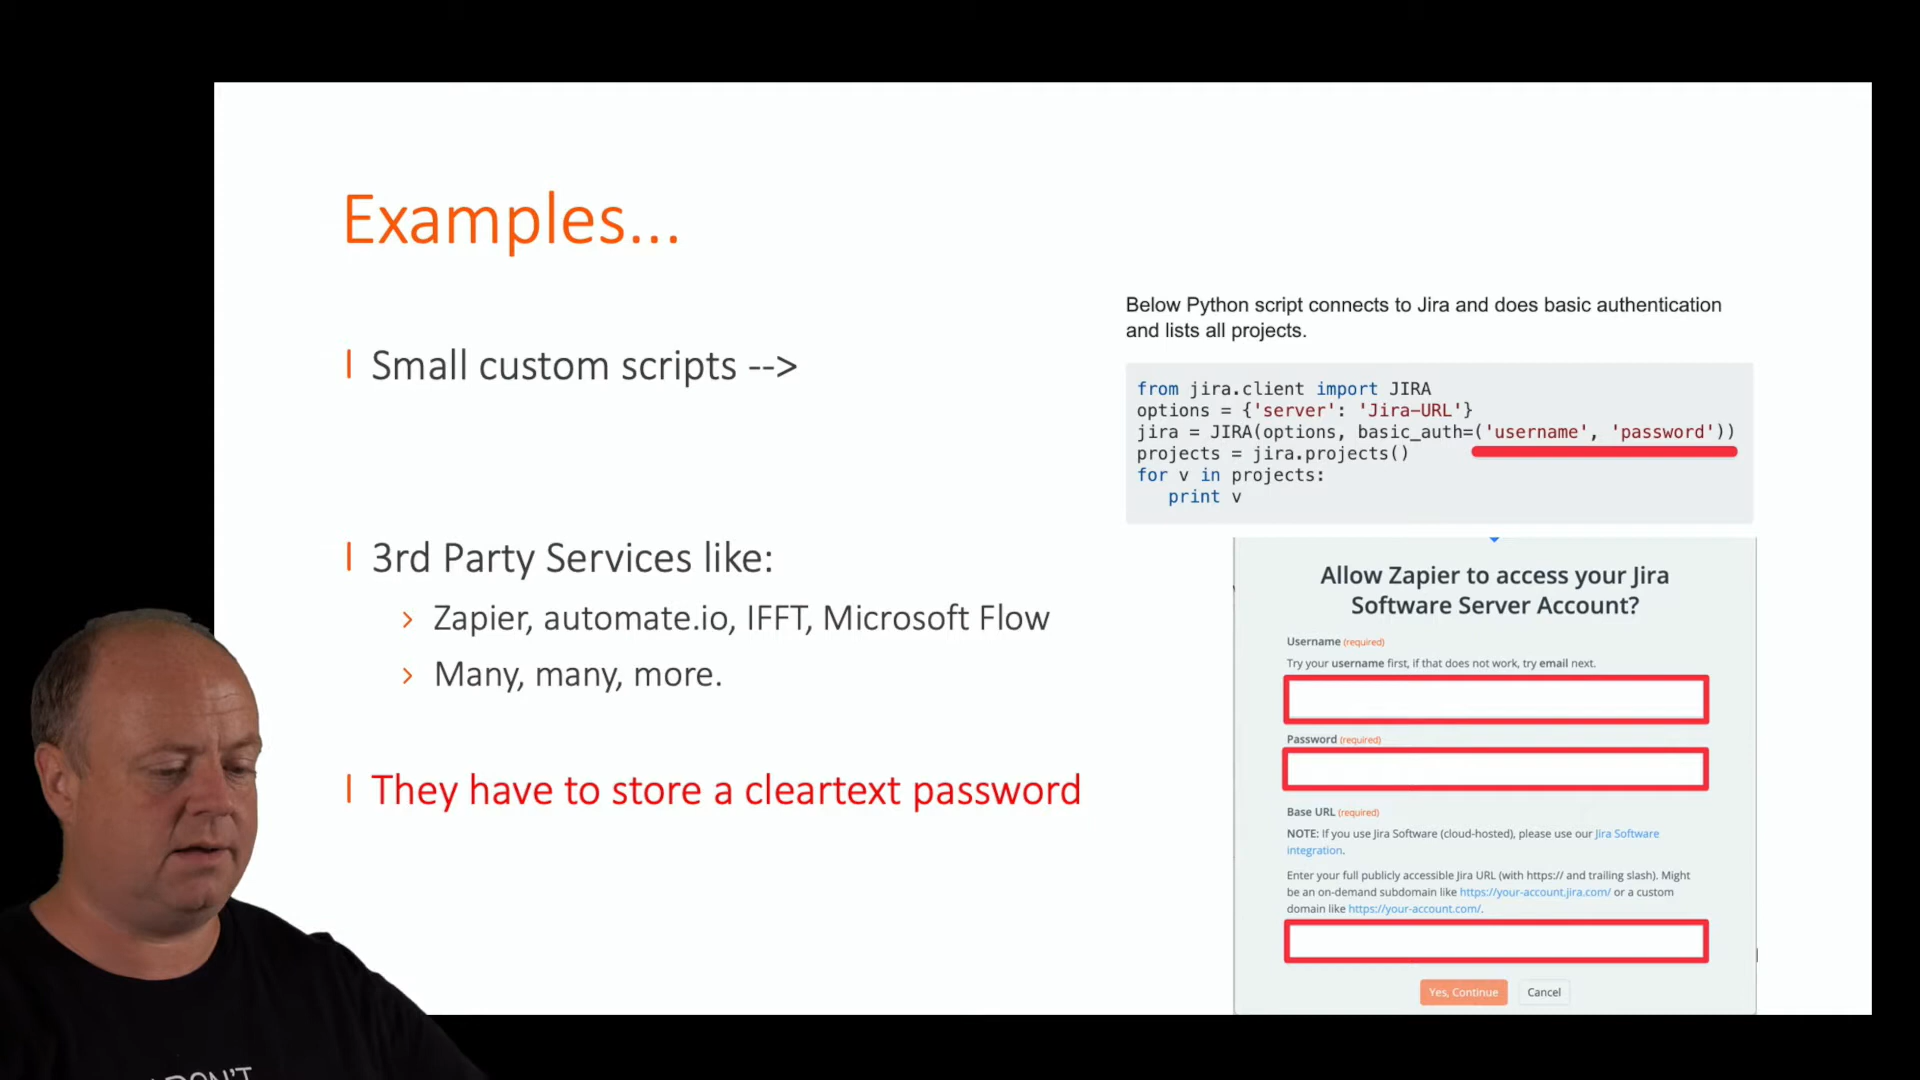 Examples...
Small custom scripts -->
3rd Party Services like:
Zapier, automate.io, IFFT, Microsoft Flow
Many, many, more.
They have to store a cleartext password
Below Python script connects to Jira and does basic authentication
and lists all projects.
from jira.client import JIRA
options = {'server': 'Jira-URL'}
jira = JIRA(options, basic_auth=('username', 'password'))
projects = jira.projects()
for v in projects:
print v
Allow Zapier to access your Jira
Software Server Account?
Username (required)
Try your username first, if that does not work, try email next.
Password (required)
Base URL (required)
NOTE: If you use Jira Software (cloud-hosted), please use our Jira Software
integration.
Enter your full publicly accessible Jira URL (with https:// and trailing slash). Might
be an on-demand subdomain like https://your-account.jira.com/ or a custom
domain like https://your-account.com/.
Yes, Continue Cancel